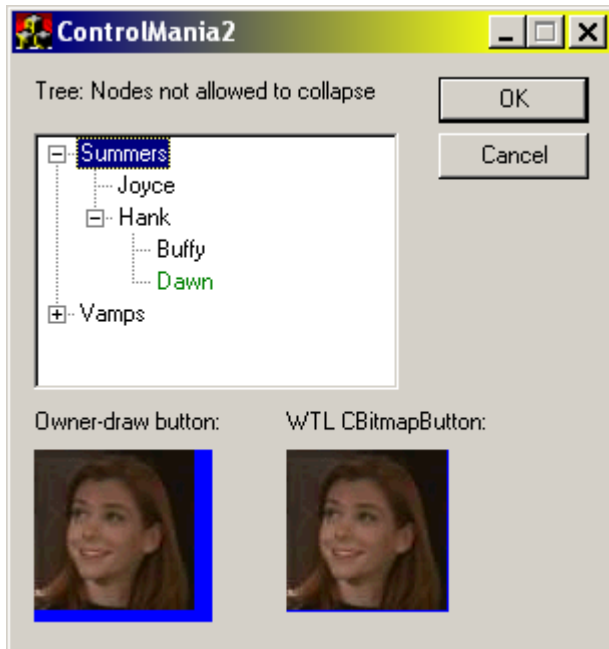 ControlMania2
Tree: Nodes not allowed to collapse
OK
Cancel
Summers
Joyce
Hank
Buffy
Dawn
Vamps
Owner-draw button:
WTL CBitmapButton: